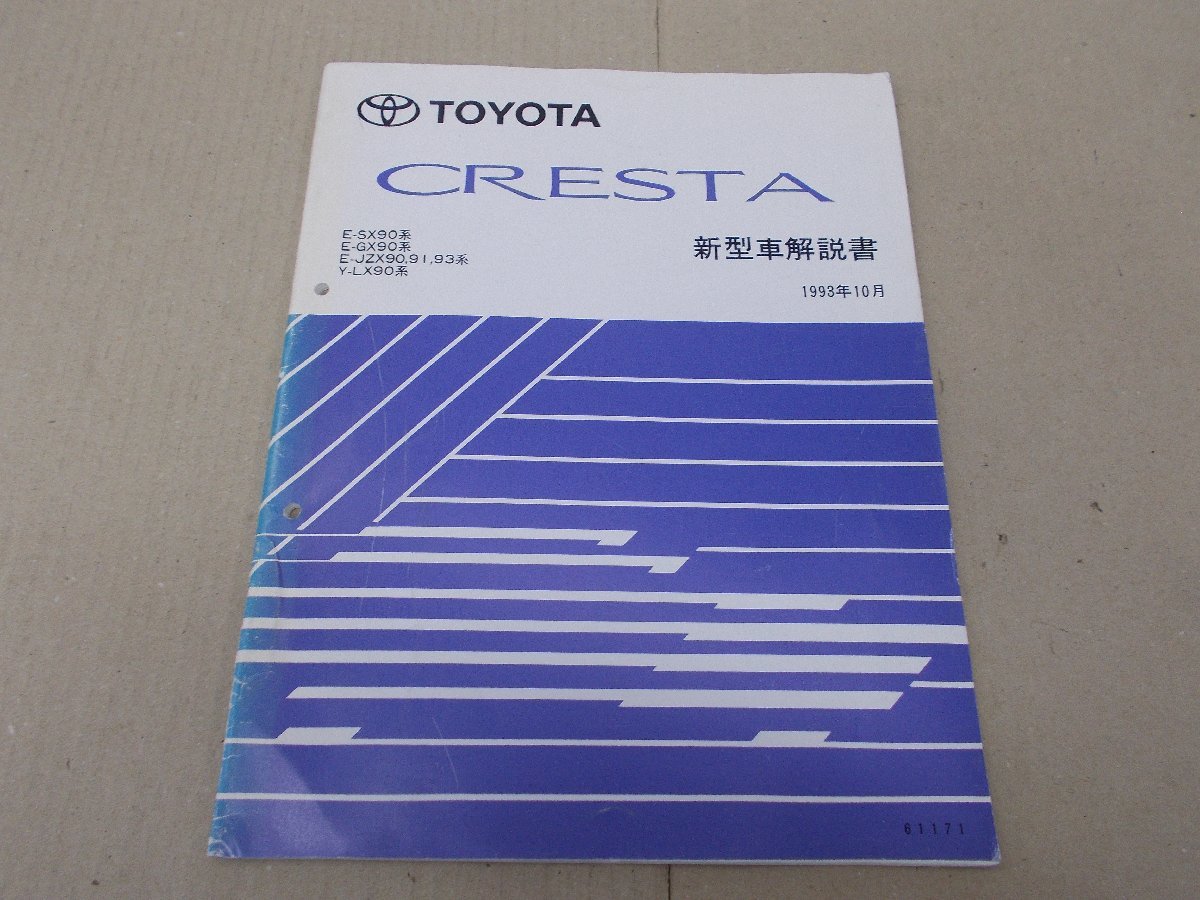 TOYOTA
CRESTA
E-SX90系
E-GX90系
E-JZX90,91,93系
Y-LX90系
新型車解説書
1993年10月
61171